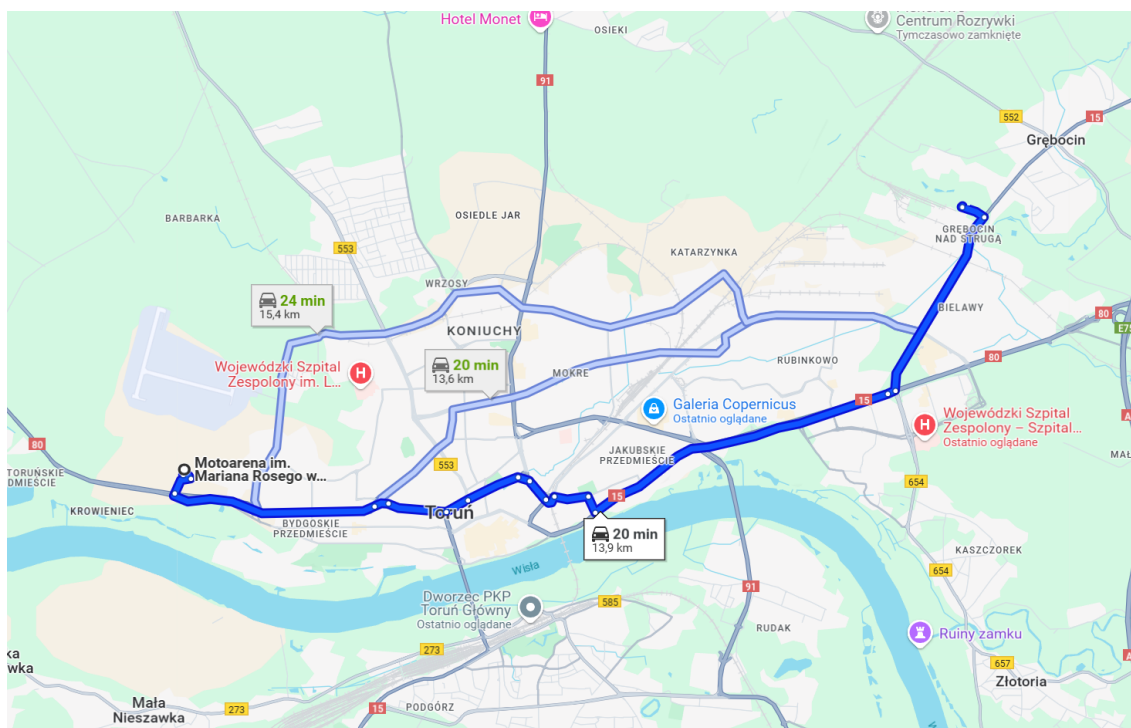 Hotel Monet
OSIEKI
Centrum Rozrywki
Tymczasowo zamknięte
91
552
15
Grębocin
BARBARKA
OSIEDLE JAR
553
KATARZYNKA
GRĘBOCIN
NAD STRUGĄ
WRZOSY
24 min
15,4 km
BIELAWY
KONIUCHY
80
E75
Wojewódzki Szpital
Zespolony im. L...
20 min
13,6 km
MOKRE
RUBINKOWO
80
15
Galeria Copernicus
Ostatnio oglądane
Wojewódzki Szpital
Zespolony – Szpital...
Ostatnio oglądane
80
TORUŃSKIE
Motoarena im.
Mariana Rosego w...
553
JAKUBSKIE
PRZEDMIEŚCIE
KROWIENIEC
BYDGOSKIE
PRZEDMIEŚCIE
Toruń
15
654
20 min
13,9 km
KASZCZOREK
Wisła
654
Dworzec PKP
Toruń Główny
Ostatnio oglądane
585
91
RUDAK
Ruiny zamku
273
657
Złotoria
Mała
Nieszawka
273
15
PODGÓRZ